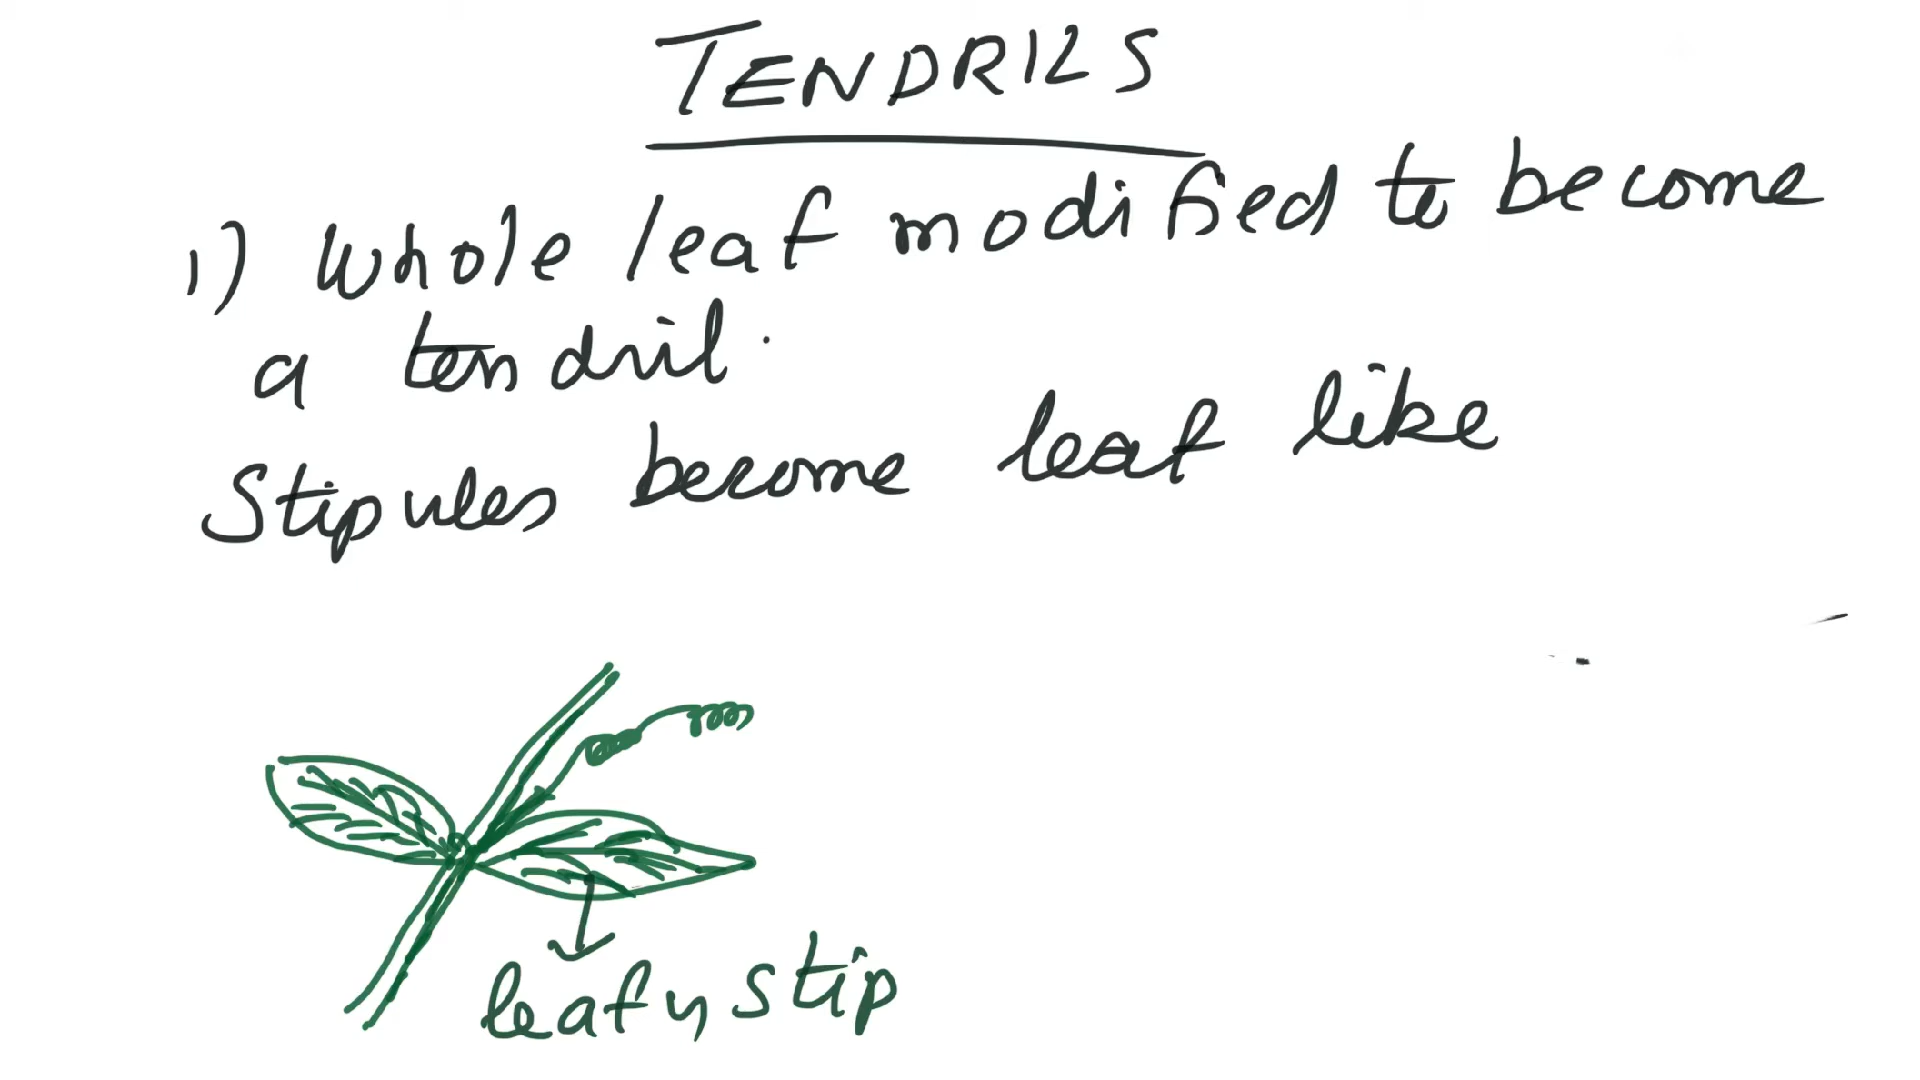 TENDRILS
1) Whole leaf modified to become
a tendril.
Stipules become leaf like
leafy stip